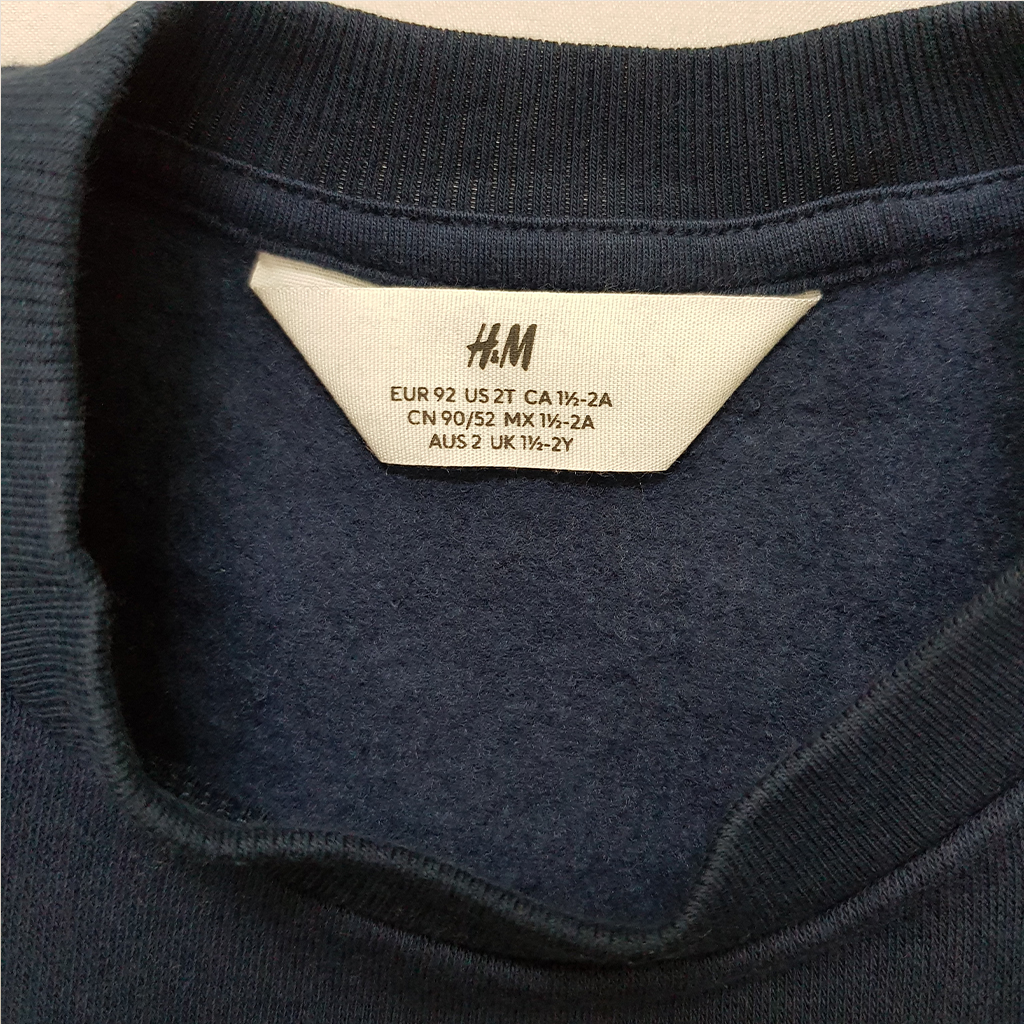 H&M
EUR 92 US 2T CA 1½-2A
CN 90/52 MX 1½-2A
AUS 2 UK 1½-2Y